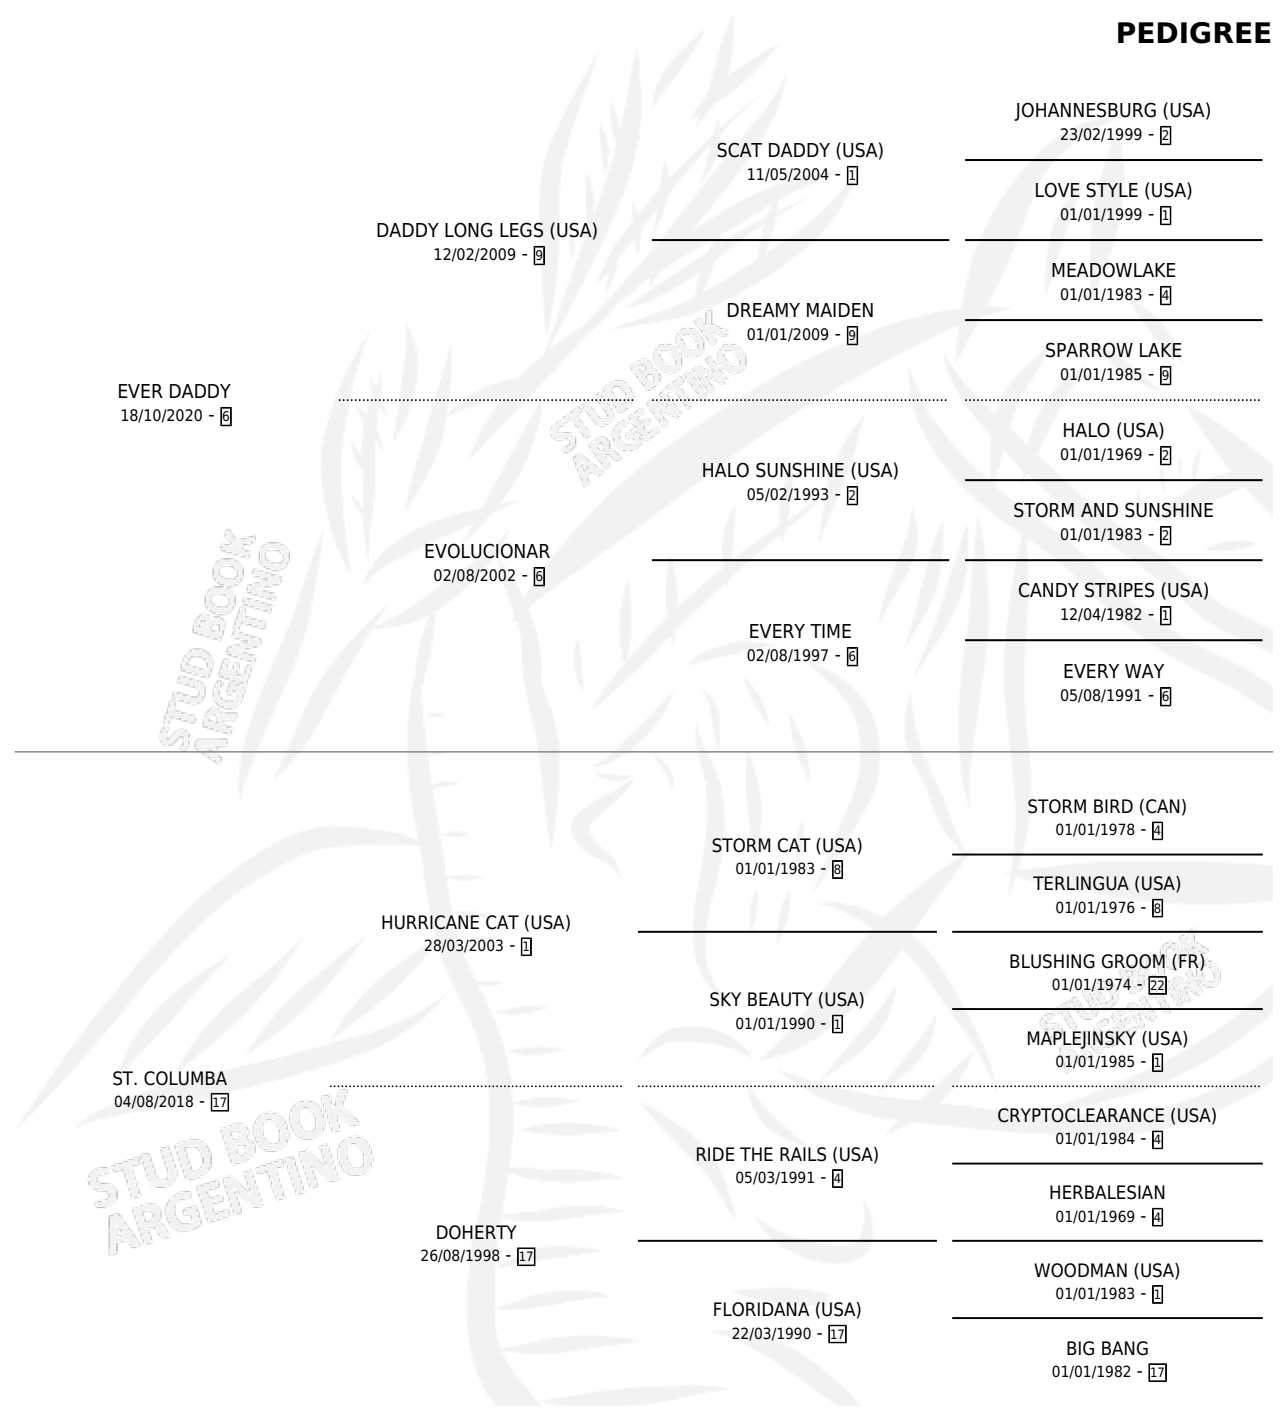 PEDIGREE
JOHANNESBURG (USA)
23/02/1999 - 2
SCAT DADDY (USA)
11/05/2004 - 1
LOVE STYLE (USA)
01/01/1999 - 1
DADDY LONG LEGS (USA)
12/02/2009 - 9
MEADOWLAKE
01/01/1983 - 4
DREAMY MAIDEN
01/01/2009 - 9
SPARROW LAKE
01/01/1985 - 9
EVER DADDY
18/10/2020 - 6
HALO (USA)
01/01/1969 - 2
HALO SUNSHINE (USA)
05/02/1993 - 2
STORM AND SUNSHINE
01/01/1983 - 2
EVOLUCIONAR
02/08/2002 - 6
CANDY STRIPES (USA)
12/04/1982 - 1
EVERY TIME
02/08/1997 - 6
EVERY WAY
05/08/1991 - 6
STORM BIRD (CAN)
01/01/1978 - 4
STORM CAT (USA)
01/01/1983 - 8
TERLINGUA (USA)
01/01/1976 - 8
HURRICANE CAT (USA)
28/03/2003 - 1
BLUSHING GROOM (FR)
01/01/1974 - 22
SKY BEAUTY (USA)
01/01/1990 - 1
MAPLEJINSKY (USA)
01/01/1985 - 1
ST. COLUMBA
04/08/2018 - 17
CRYPTOCLEARANCE (USA)
01/01/1984 - 4
RIDE THE RAILS (USA)
05/03/1991 - 4
HERBALESIAN
01/01/1969 - 4
DOHERTY
26/08/1998 - 17
WOODMAN (USA)
01/01/1983 - 1
FLORIDANA (USA)
22/03/1990 - 17
BIG BANG
01/01/1982 - 17
STUD BOOK
ARGENTINO
STUD BOOK
ARGENTINO
STUD BOOK
ARGENTINO
STUD BOOK
ARGENTINO